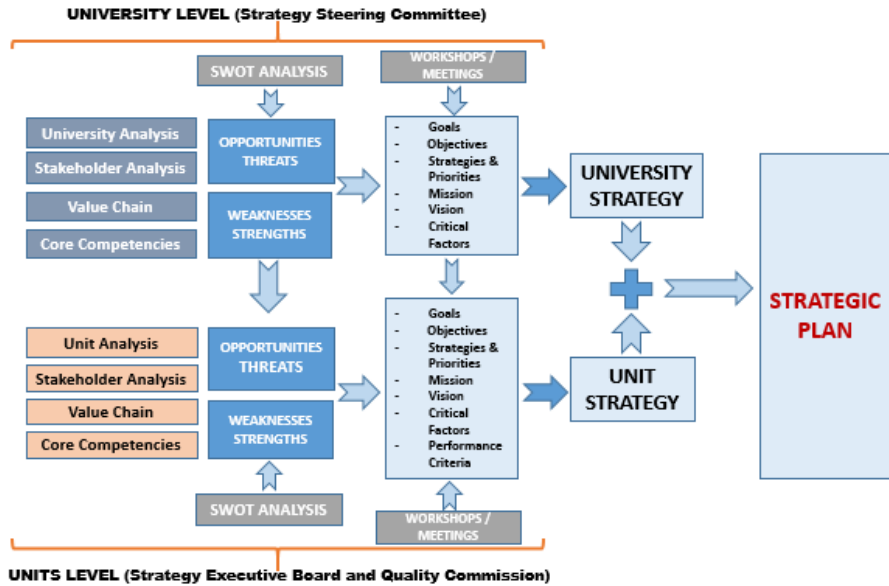 UNIVERSITY LEVEL (Strategy Steering Committee)
SWOT ANALYSIS
WORKSHOPS /
MEETINGS
University Analysis
Stakeholder Analysis
Value Chain
Core Competencies
OPPORTUNITIES
THREATS
WEAKNESSES
STRENGTHS
- Goals
- Objectives
- Strategies &
Priorities
- Mission
- Vision
- Critical
Factors
UNIVERSITY
STRATEGY
STRATEGIC
PLAN
Unit Analysis
Stakeholder Analysis
Value Chain
Core Competencies
OPPORTUNITIES
THREATS
WEAKNESSES
STRENGTHS
- Goals
- Objectives
- Strategies &
Priorities
- Mission
- Vision
- Critical
Factors
- Performance
Criteria
UNIT
STRATEGY
SWOT ANALYSIS
WORKSHOPS /
MEETINGS
UNITS LEVEL (Strategy Executive Board and Quality Commission)